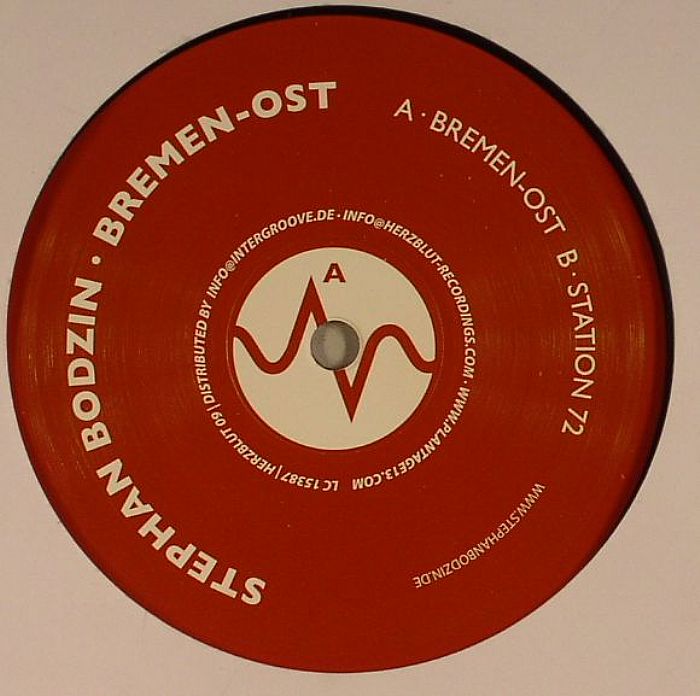 STEPHAN BODZIN · BREMEN-OST
A · BREMEN-OST B · STATION 72
WWW.STEPHANBODZIN.DE
LC 15387 | HERZBLUT 09 | DISTRIBUTED BY INFO@INTERGROOVE.DE · INFO@HERZBLUT-RECORDINGS.COM · WWW.PLANTAGE13.COM
A